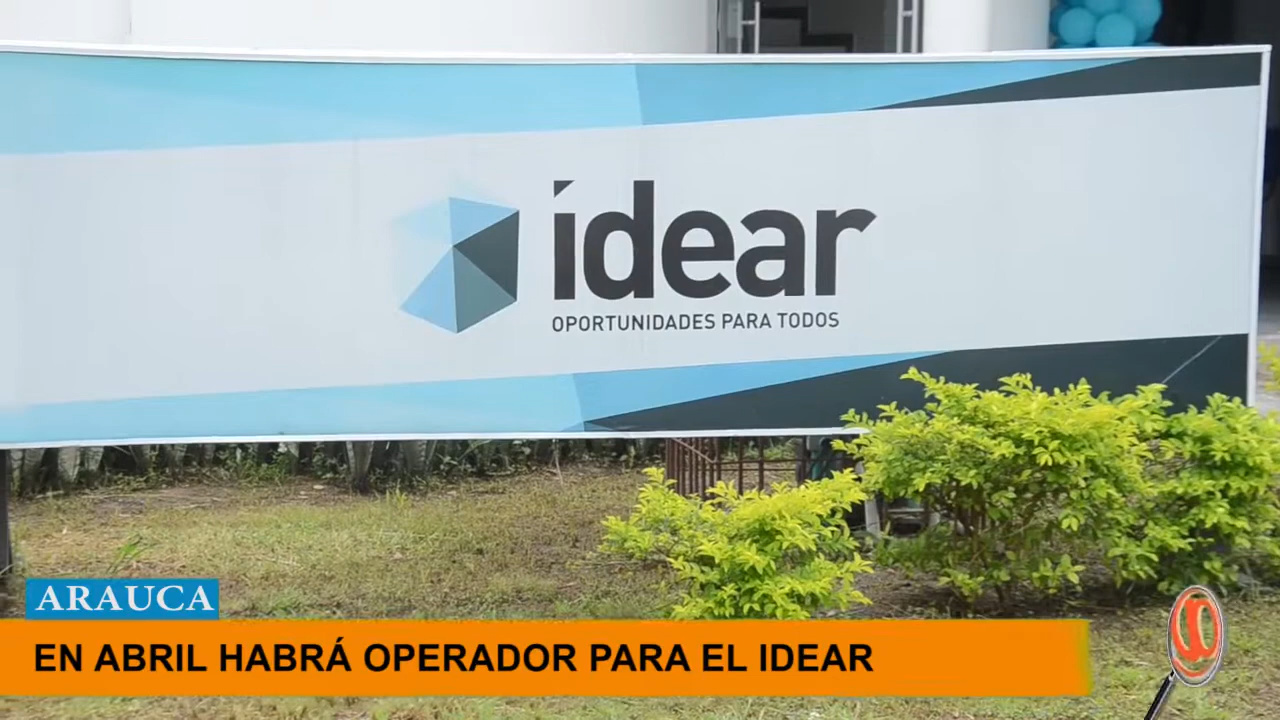 idear
OPORTUNIDADES PARA TODOS
ARAUCA
EN ABRIL HABRÁ OPERADOR PARA EL IDEAR